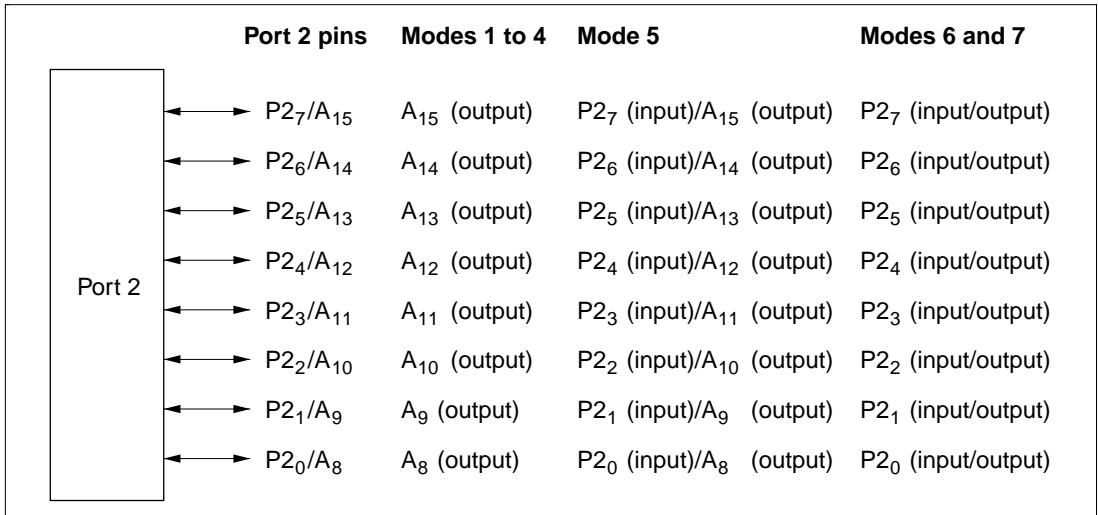 Port 2 pins Modes 1 to 4 Mode 5 Modes 6 and 7
P2₇/A₁₅ A₁₅ (output) P2₇ (input)/A₁₅ (output) P2₇ (input/output)
P2₆/A₁₄ A₁₄ (output) P2₆ (input)/A₁₄ (output) P2₆ (input/output)
P2₅/A₁₃ A₁₃ (output) P2₅ (input)/A₁₃ (output) P2₅ (input/output)
P2₄/A₁₂ A₁₂ (output) P2₄ (input)/A₁₂ (output) P2₄ (input/output)
Port 2
P2₃/A₁₁ A₁₁ (output) P2₃ (input)/A₁₁ (output) P2₃ (input/output)
P2₂/A₁₀ A₁₀ (output) P2₂ (input)/A₁₀ (output) P2₂ (input/output)
P2₁/A₉ A₉ (output) P2₁ (input)/A₉ (output) P2₁ (input/output)
P2₀/A₈ A₈ (output) P2₀ (input)/A₈ (output) P2₀ (input/output)